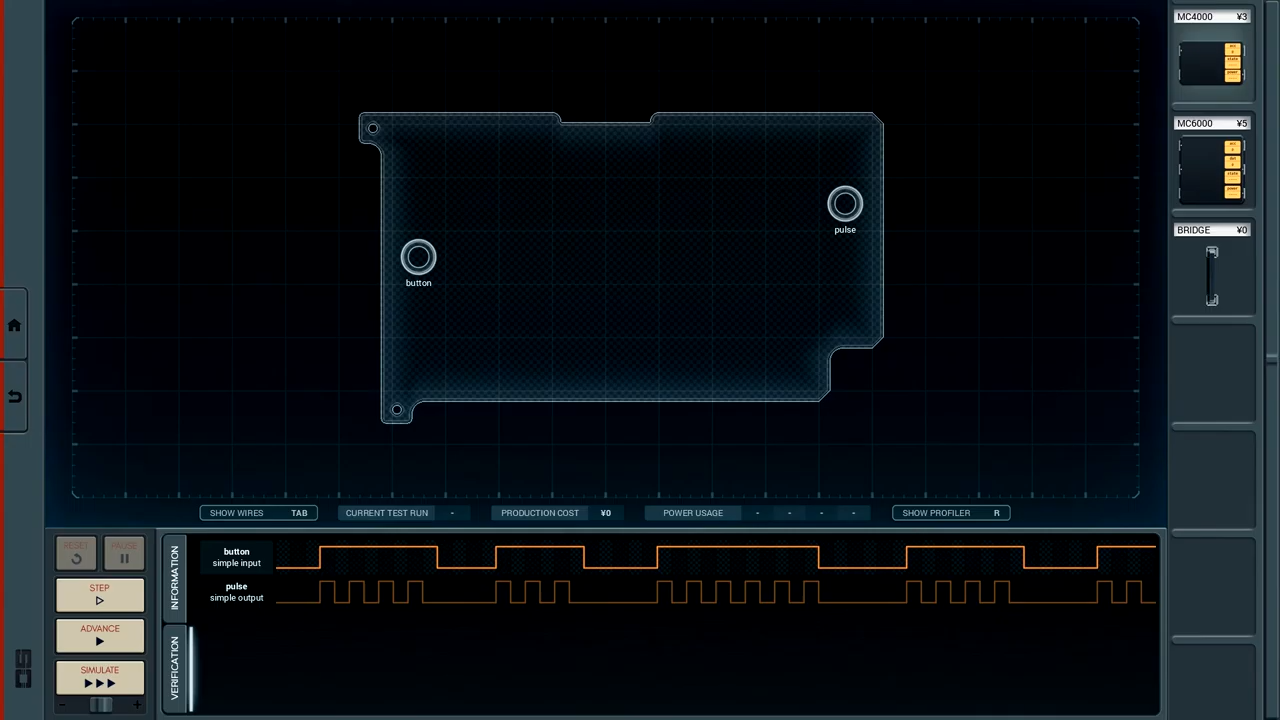 MC4000 ¥3
MC6000 ¥5
BRIDGE ¥0
pulse
button
SHOW WIRES TAB
CURRENT TEST RUN -
PRODUCTION COST ¥0
POWER USAGE - - - -
SHOW PROFILER R
RESET
PAUSE
STEP
ADVANCE
SIMULATE
- +
INFORMATION
VERIFICATION
button
simple input
pulse
simple output